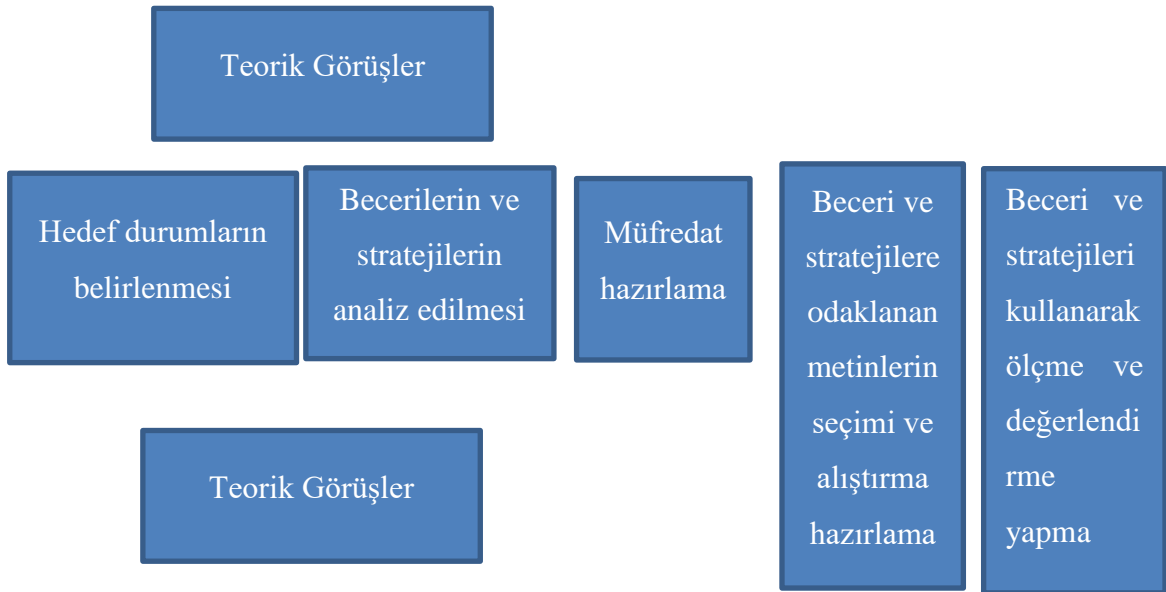 Teorik Görüşler
Hedef durumların
belirlenmesi
Becerilerin ve
stratejilerin
analiz edilmesi
Müfredat
hazırlama
Beceri ve
stratejilere
odaklanan
metinlerin
seçimi ve
alıştırma
hazırlama
Beceri ve
stratejileri
kullanarak
ölçme ve
değerlendi
rme
yapma
Teorik Görüşler